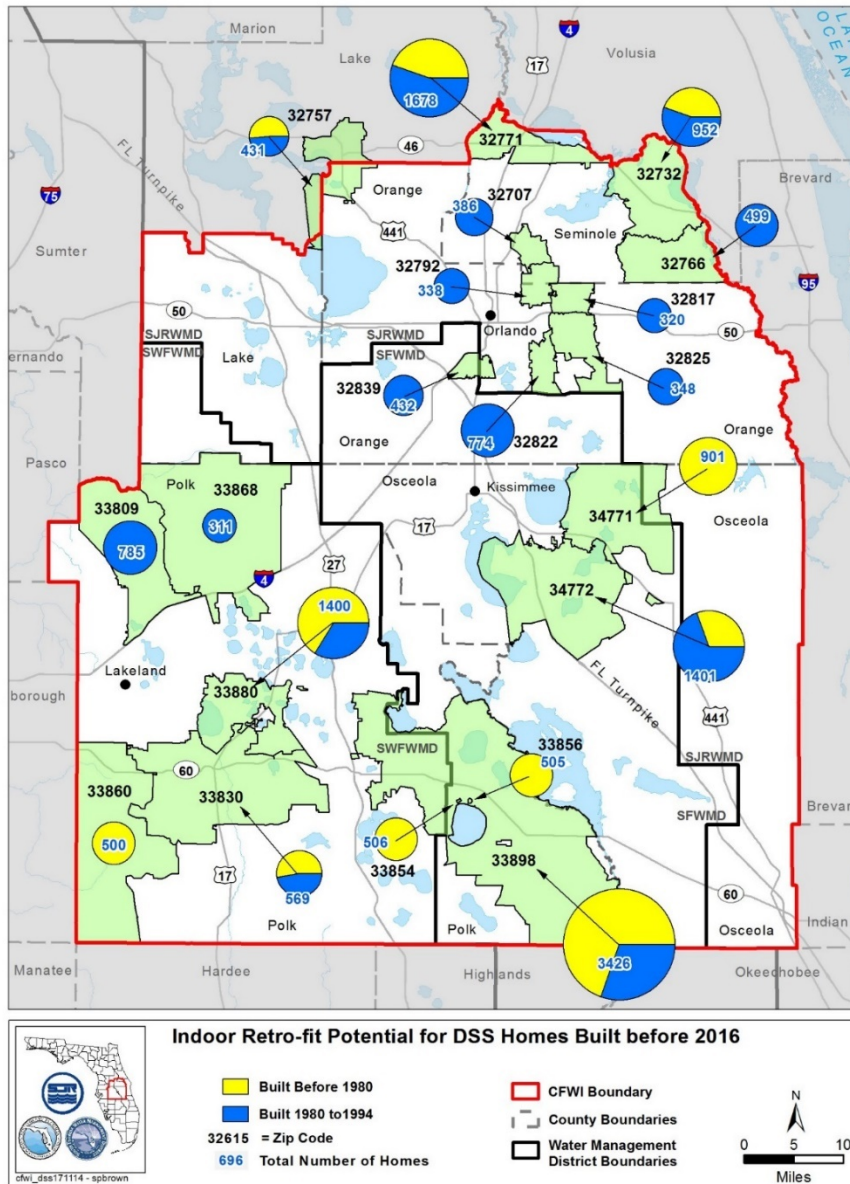 Marion
Lake
4
17
Volusia
LA
OCEAN
1678
32757
431
46
32771
952
32732
FL Turnpike
75
Orange
32707
386
Brevard
441
Seminole
499
Sumter
32792
32766
338
95
32817
320
50
SJRWMD
SWFWMD
SJRWMD
SFWMD
Orlando
50
ernando
Lake
32839
432
32825
348
774
32822
Orange
Orange
Pasco
901
Polk
33868
Osceola
Kissimmee
33809
34771
Osceola
311
17
785
4
27
34772
1400
1401
Lakeland
borough
33880
FL Turnpike
441
SWFWMD
33856
505
SJRWMD
60
33860
33830
SFWMD
Brevar
500
506
33854
33898
569
17
60
Polk
Polk
3426
Osceola
Indian
Manatee
Hardee
Highlands
Okeechobee
Indoor Retro-fit Potential for DSS Homes Built before 2016
Built Before 1980
Built 1980 to1994
32615 = Zip Code
696 Total Number of Homes
CFWI Boundary
County Boundaries
Water Management
District Boundaries
N
0 5 10
Miles
cfwi_dss171114 - spbrown